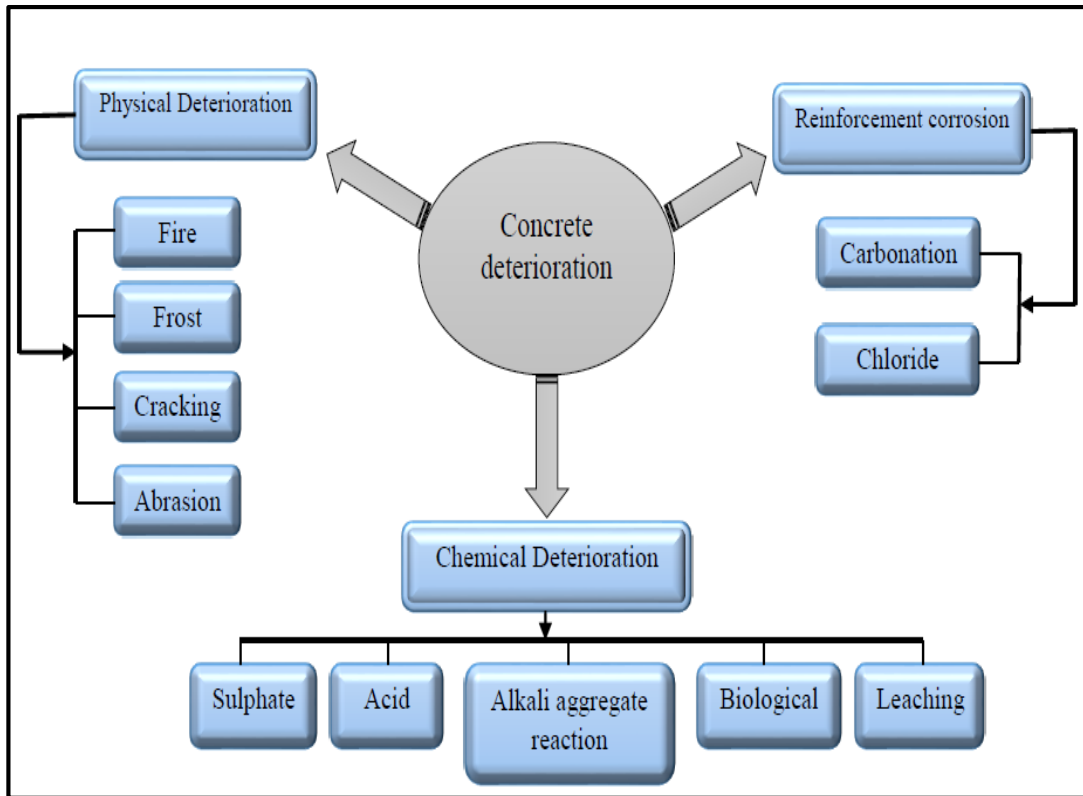 Physical Deterioration
Reinforcement corrosion
Concrete
deterioration
Fire
Frost
Cracking
Abrasion
Carbonation
Chloride
Chemical Deterioration
Sulphate
Acid
Alkali aggregate
reaction
Biological
Leaching